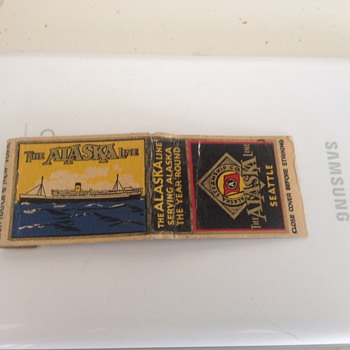 THE ALASKA LINE
THE ALASKA LINE
SERVING ALASKA
THE YEAR ROUND
A
THE ALASKA LINE
SEATTLE
CLOSE COVER BEFORE STRIKING
SAMSUNG